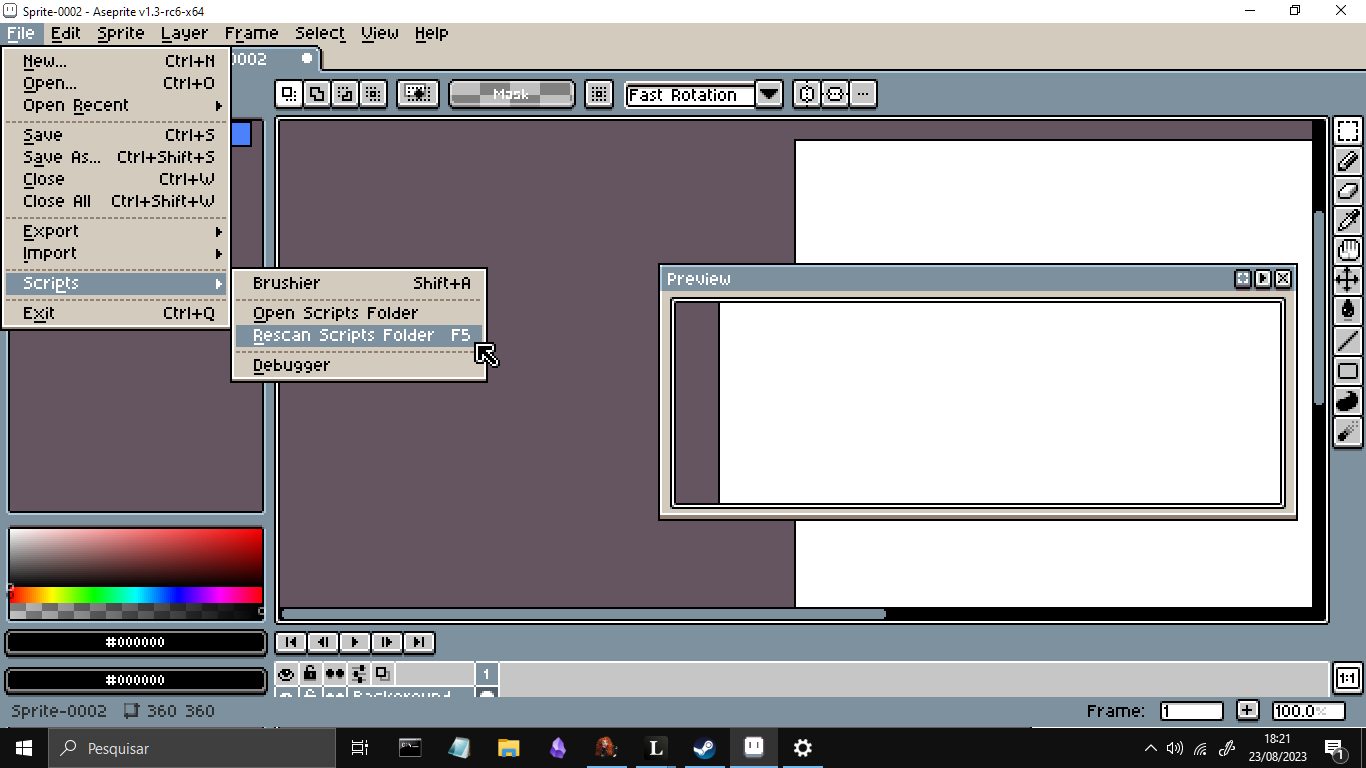 Sprite-0002 - Aseprite v1.3-rc6-x64
File Edit Sprite Layer Frame Select View Help
0002
New... Ctrl+N
Open... Ctrl+O
Open Recent
Save Ctrl+S
Save As... Ctrl+Shift+S
Close Ctrl+W
Close All Ctrl+Shift+W
Export
Import
Scripts
Exit Ctrl+Q
Mask
Fast Rotation
Brushier Shift+A
Open Scripts Folder
Rescan Scripts Folder F5
Debugger
Preview
#000000
#000000
1
Background
1:1
Sprite-0002 360 360
Frame: 1
100.0%
Pesquisar
L
18:21
23/08/2023
1